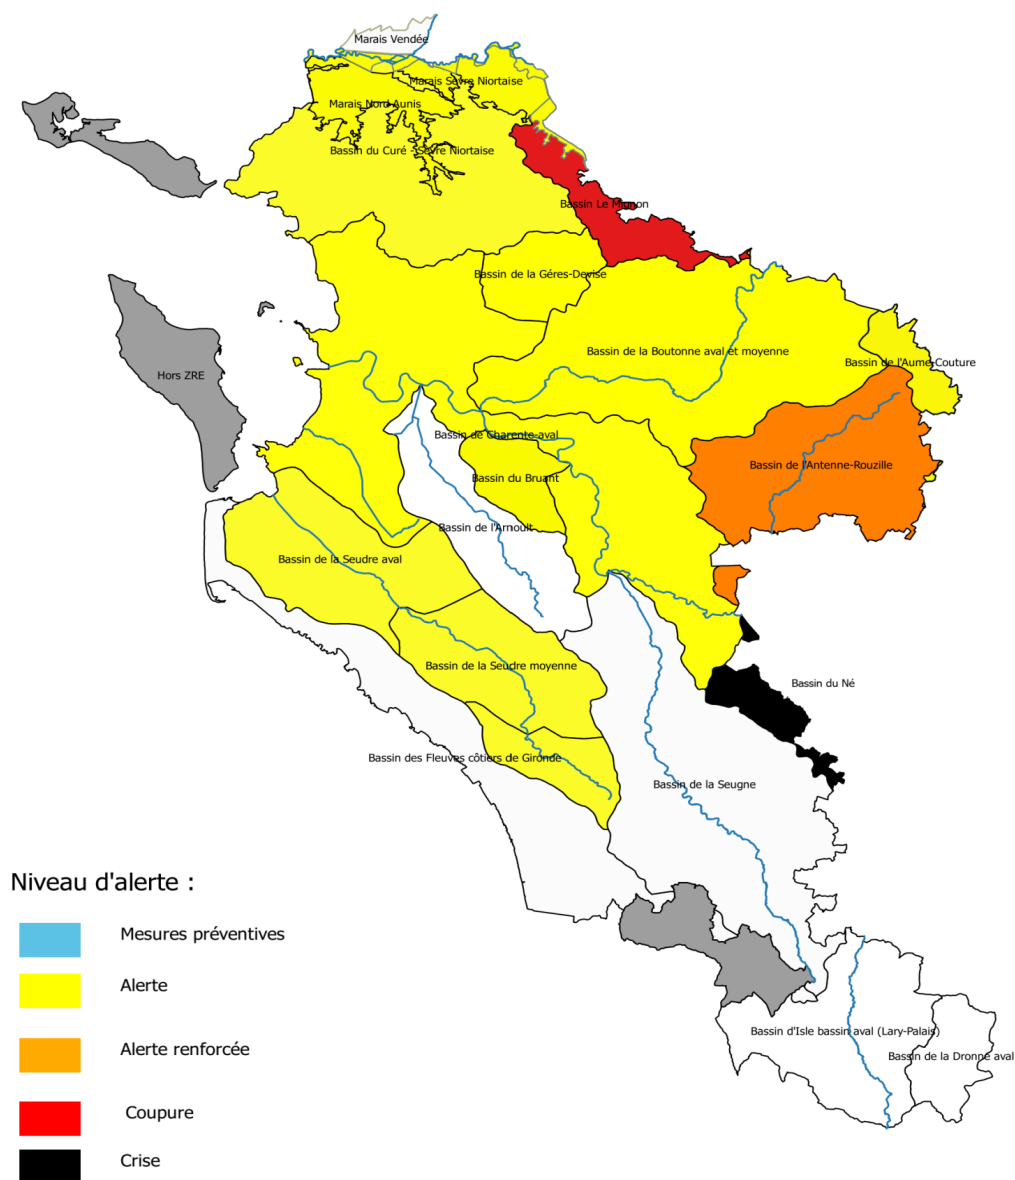 Marais Vendée
Marais Sèvre Niortaise
Marais Nord Aunis
Bassin du Curé - Sèvre Niortaise
Bassin Le Mignon
Bassin de la Gères-Devise
Bassin de la Boutonne aval et moyenne
Bassin de l'Aume-Couture
Hors ZRE
Bassin de Charente aval
Bassin de l'Antenne-Rouzille
Bassin du Bruant
Bassin de l'Arnoult
Bassin de la Seudre aval
Bassin de la Seudre moyenne
Bassin du Né
Bassin des Fleuves côtiers de Gironde
Bassin de la Seugne
Niveau d'alerte :
Mesures préventives
Alerte
Bassin d'Isle bassin aval (Lary-Palais)
Alerte renforcée
Bassin de la Dronne aval
Coupure
Crise